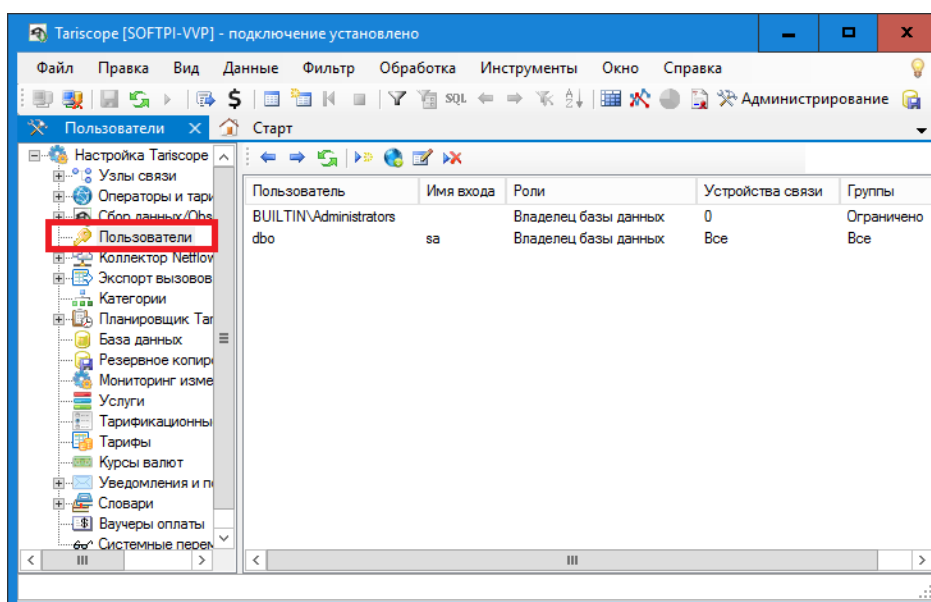 Tariscope [SOFTPI-VVP] - подключение установлено
Файл Правка Вид Данные Фильтр Обработка Инструменты Окно Справка
$ SQL Администрирование
Пользователи Старт
Настройка Tariscope
Узлы связи
Операторы и тари
Сбор данных/Obs
Пользователи
Коллектор Netflow
Экспорт вызовов
Категории
Планировщик Tar
База данных
Резервное копир
Мониторинг изме
Услуги
Тарификационны
Тарифы
Курсы валют
Уведомления и п
Словари
Ваучеры оплаты
Системные перем
Пользователь Имя входа Роли Устройства связи Группы
BUILTIN\Administrators Владелец базы данных 0 Ограничено
dbo sa Владелец базы данных Все Все